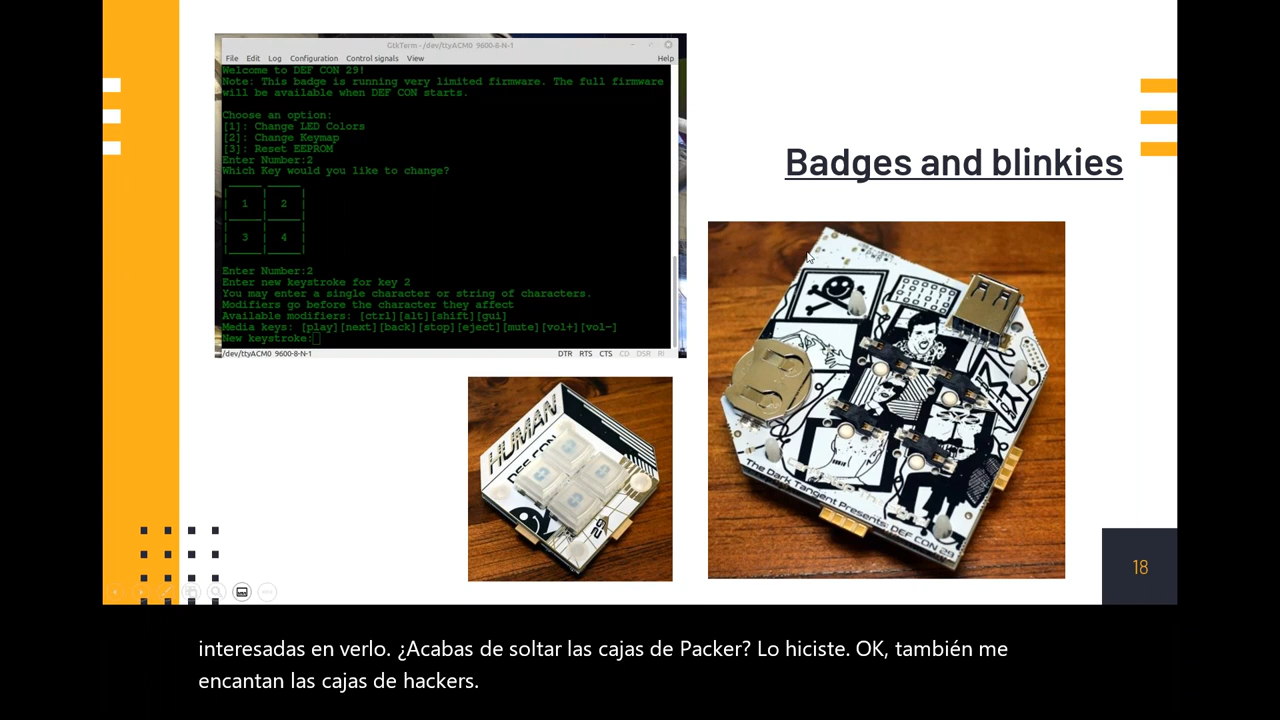 GtkTerm - /dev/ttyACM0 9600-8-N-1
File Edit Log Configuration Control signals View Help
Welcome to DEF CON 29!
Note: This badge is running very limited firmware. The full firmware
will be available when DEF CON starts.
Choose an option:
[1]: Change LED Colors
[2]: Change Keymap
[3]: Reset EEPROM
Enter Number:2
Which Key would you like to change?
1 2
3 4
Enter Number:2
Enter new keystroke for key 2
You may enter a single character or string of characters.
Modifiers go before the character they affect
Available modifiers: [ctrl][alt][shift][gui]
Media keys: [play][next][back][stop][eject][mute][vol+][vol-]
New keystroke:
/dev/ttyACM0 9600-8-N-1 DTR RTS CTS CD DSR RI
Badges and blinkies
HUMAN
DEF CON
29
The Dark Tangent Presents: DEF CON 29
18
interesadas en verlo. ¿Acabas de soltar las cajas de Packer? Lo hiciste. OK, también me
encantan las cajas de hackers.